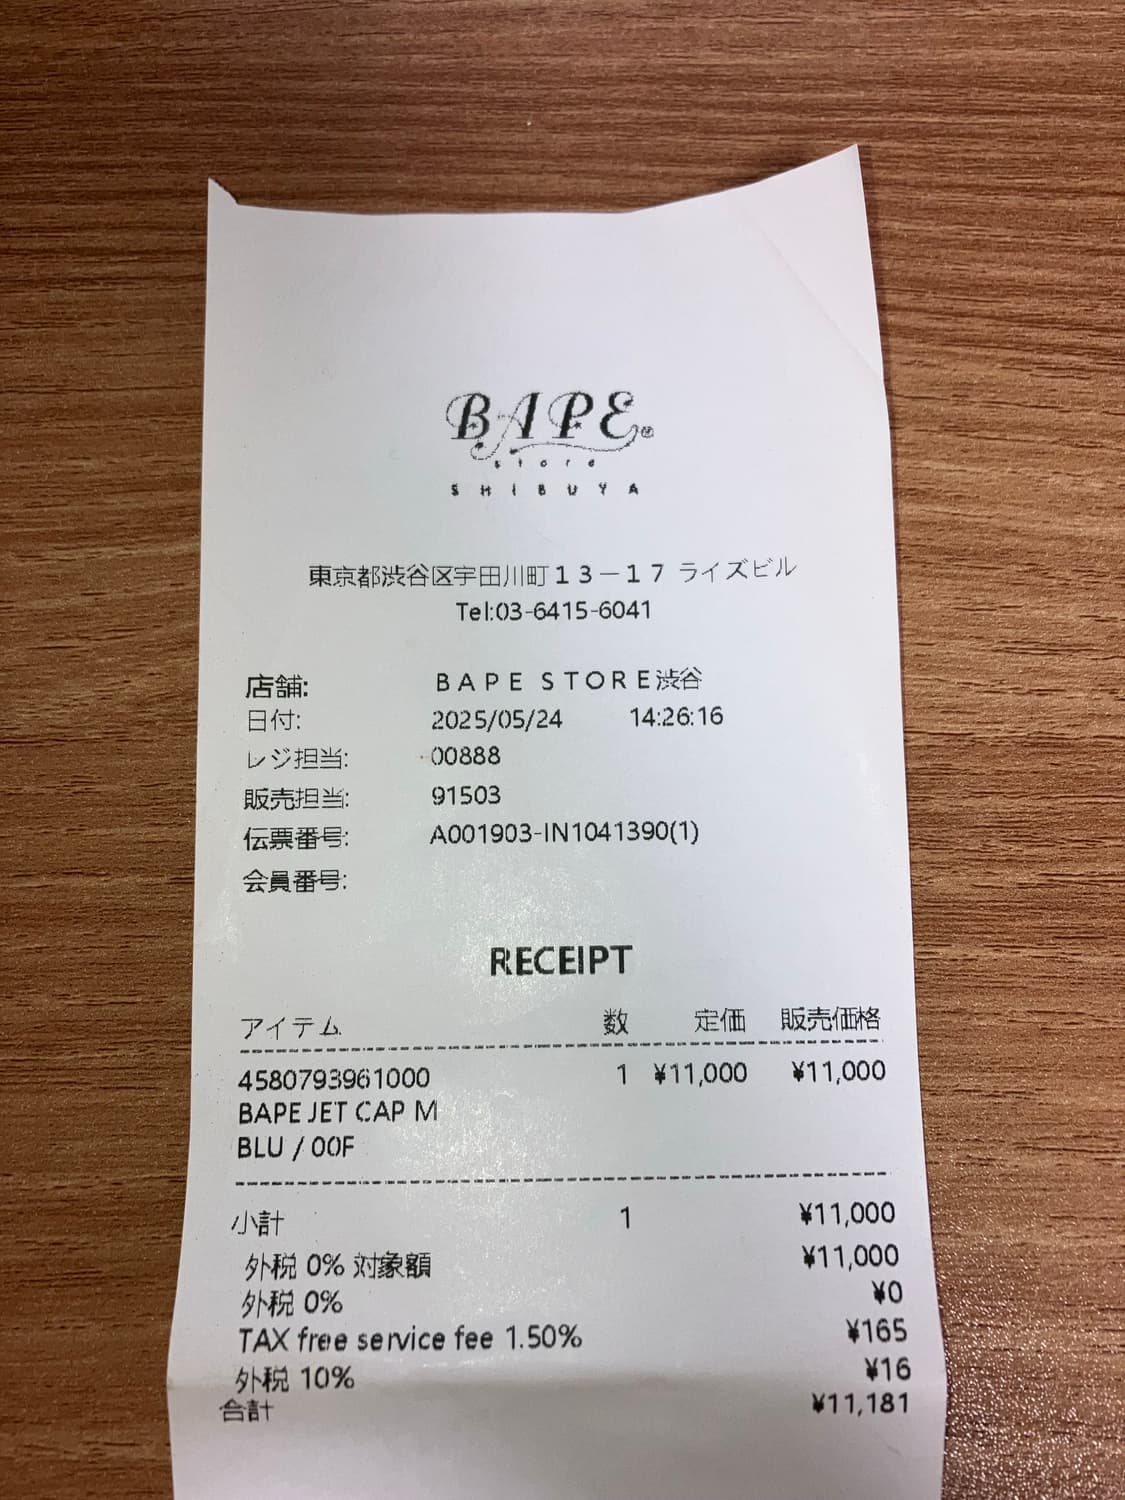 BAPE®
store
SHIBUYA
東京都渋谷区宇田川町１３－１７ ライズビル
Tel:03-6415-6041
店舗: ＢＡＰＥ ＳＴＯＲＥ渋谷
日付: 2025/05/24 14:26:16
レジ担当: 00888
販売担当: 91503
伝票番号: A001903-IN1041390(1)
会員番号:
RECEIPT
アイテム 数 定価 販売価格
4580793961000 1 ¥11,000 ¥11,000
BAPE JET CAP M
BLU / 00F
小計 1 ¥11,000
外税 0% 対象額 ¥11,000
外税 0% ¥0
TAX free service fee 1.50% ¥165
外税 10% ¥16
合計 ¥11,181